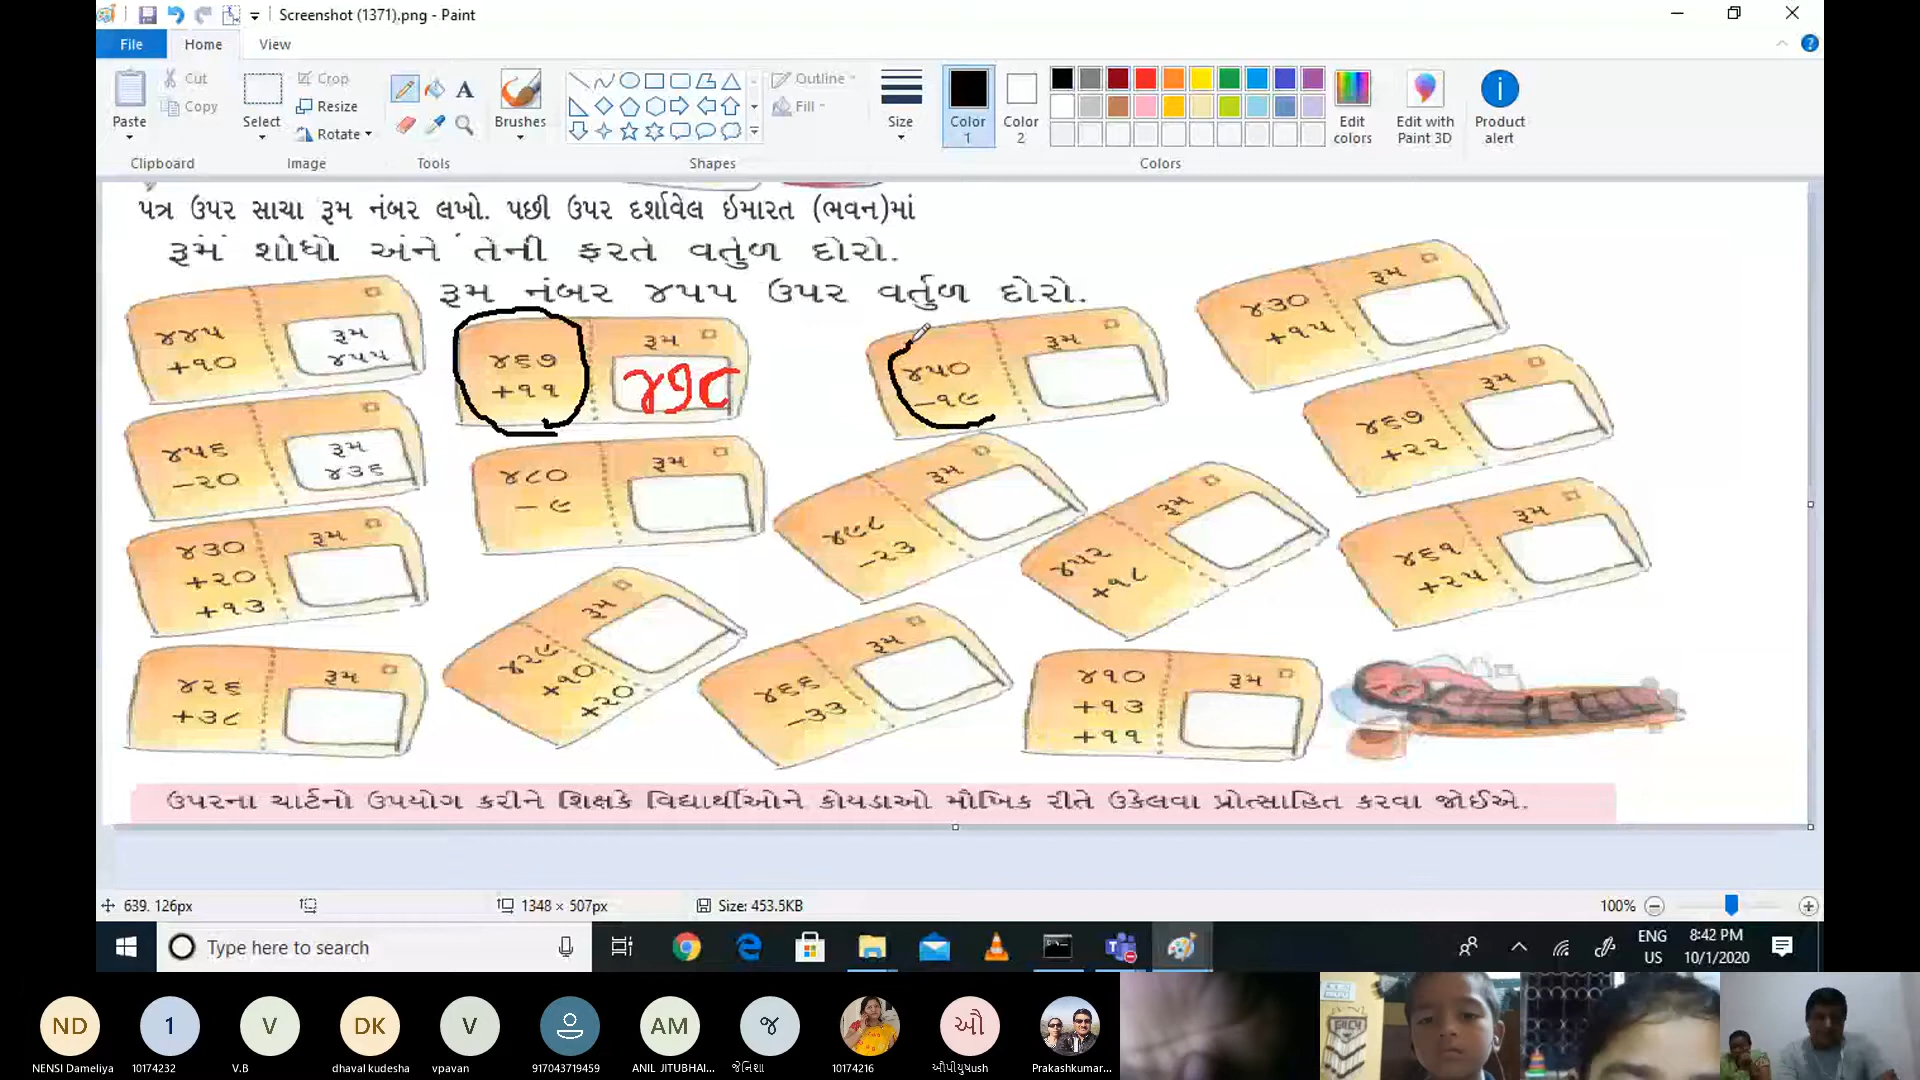 Screenshot (1371).png - Paint
File Home View
Paste
Cut
Copy
Clipboard
Select
Crop
Resize
Rotate
Image
Tools
Brushes
Shapes
Outline
Fill
Size
Color 1
Color 2
Edit colors
Edit with Paint 3D
Product alert
Colors
પત્ર ઉપર સાચા રૂમ નંબર લખો. પછી ઉપર દર્શાવેલ ઇમારત (ભવન)માં
રૂમ શોધો અને તેની ફરતે વર્તુળ દોરો.
રૂમ નંબર ૪૫૫ ઉપર વર્તુળ દોરો.
૪૪૫
+૧૦
રૂમ
૪૫૫
૪૬૭
+૧૧
રૂમ
૪૭૮
૪૫૦
–૧૯
રૂમ
૪૩૦
+૧૫
રૂમ
૪૫૬
–૨૦
રૂમ
૪૩૬
૪૮૦
–૯
રૂમ
૪૭૮
–૨૩
રૂમ
૪૫૨
+૧૮
રૂમ
૪૬૭
+૨૨
રૂમ
૪૩૦
+૨૦
+૧૩
રૂમ
૪૬૧
+૨૫
રૂમ
૪૨૬
+૩૮
રૂમ
૪૨૯
+૧૦
+૨૦
રૂમ
૪૬૬
–૩૩
રૂમ
૪૧૦
+૧૩
+૧૧
રૂમ
ઉપરના ચાર્ટનો ઉપયોગ કરીને શિક્ષકે વિદ્યાર્થીઓને કોયડાઓ મૌખિક રીતે ઉકેલવા પ્રોત્સાહિત કરવા જોઈએ.
639, 126px
1348 × 507px
Size: 453.5KB
100%
Type here to search
ENG
US
8:42 PM
10/1/2020
ND
1
V
DK
V
AM
જ
ઔ
NENSI Dameliya
10174232
V.B
dhaval kudesha
vpavan
917043719459
ANIL JITUBHAI...
જેનિશા
10174216
ઔપીયુષush
Prakashkumar...